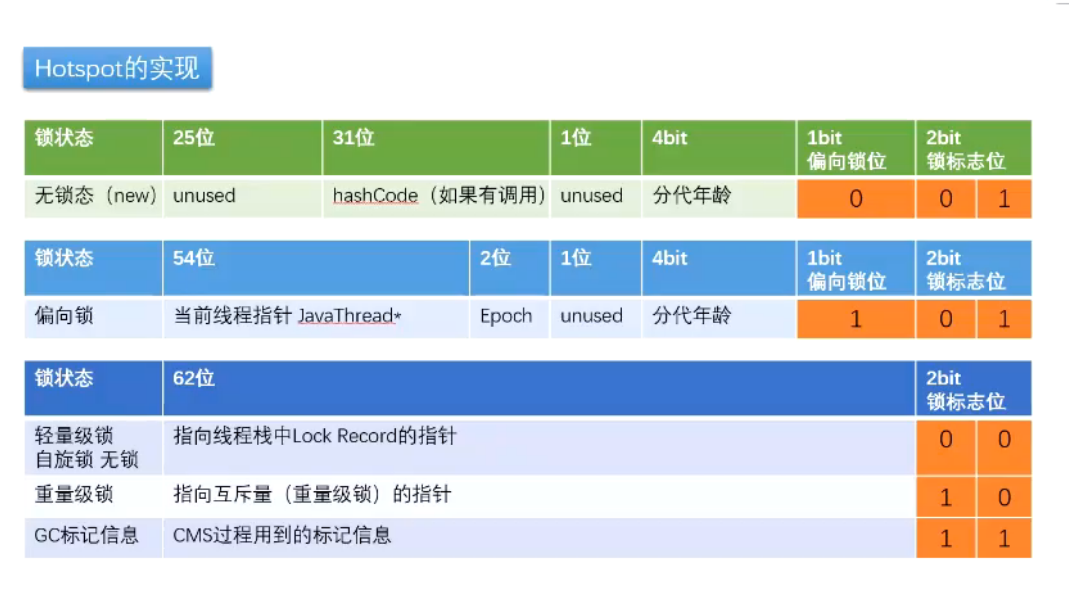 Hotspot的实现
锁状态 25位 31位 1位 4bit 1bit 2bit
偏向锁位 锁标志位
无锁态（new） unused hashCode（如果有调用） unused 分代年龄 0 0 1
锁状态 54位 2位 1位 4bit 1bit 2bit
偏向锁位 锁标志位
偏向锁 当前线程指针 JavaThread* Epoch unused 分代年龄 1 0 1
锁状态 62位 2bit
锁标志位
轻量级锁 指向线程栈中Lock Record的指针 0 0
自旋锁 无锁
重量级锁 指向互斥量（重量级锁）的指针 1 0
GC标记信息 CMS过程用到的标记信息 1 1